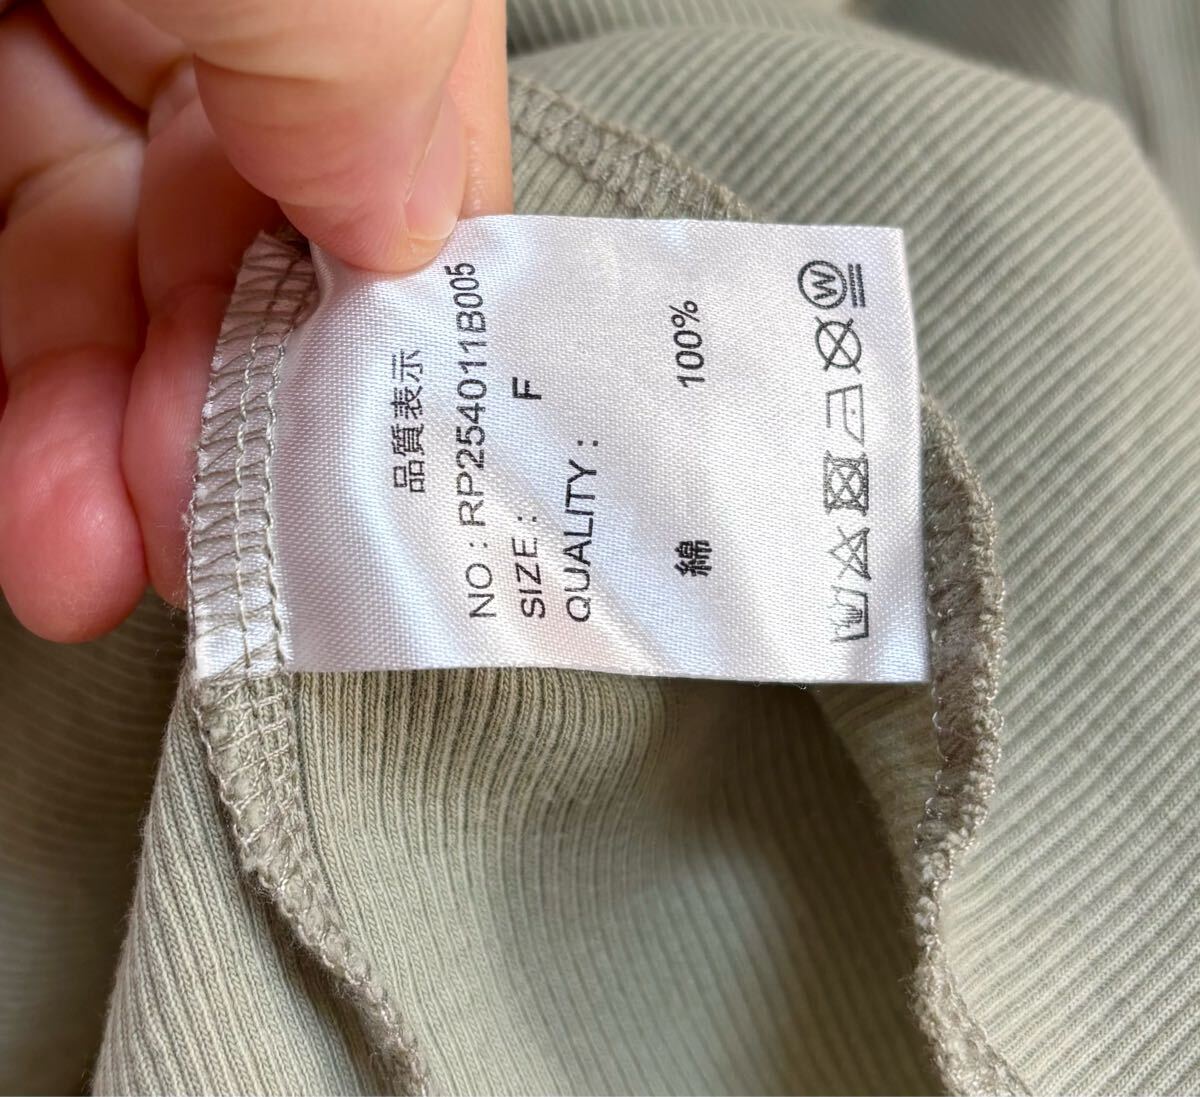 品質表示
NO : RP254011B005
SIZE : F
QUALITY :
綿 100%
W